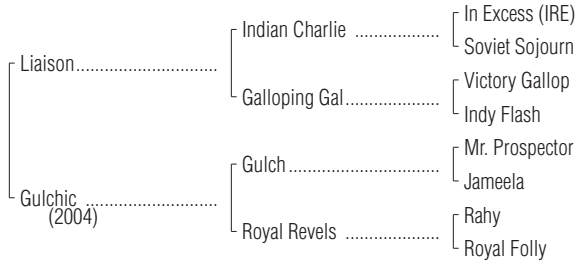 In Excess (IRE)
Indian Charlie ..................
Soviet Sojourn
Liaison..............................
Victory Gallop
Galloping Gal....................
Indy Flash
Mr. Prospector
Gulch................................
Jameela
Gulchic ............................
(2004)
Rahy
Royal Revels ....................
Royal Folly